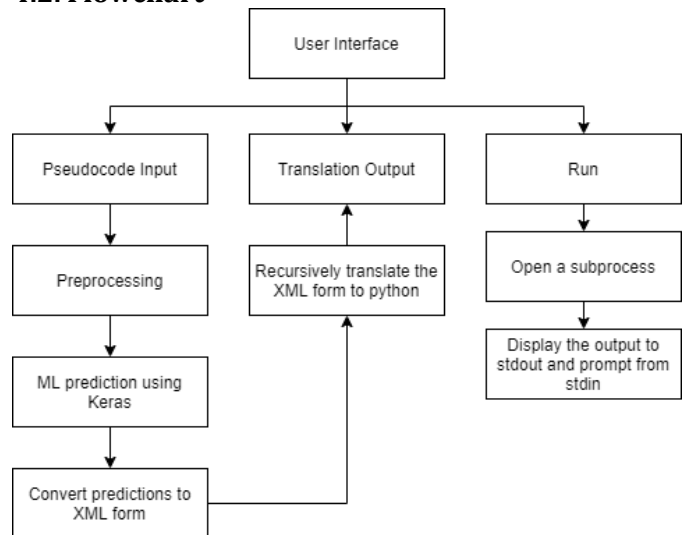 User Interface
Pseudocode Input
Translation Output
Run
Preprocessing
Recursively translate the
XML form to python
Open a subprocess
ML prediction using
Keras
Display the output to
stdout and prompt from
stdin
Convert predictions to
XML form